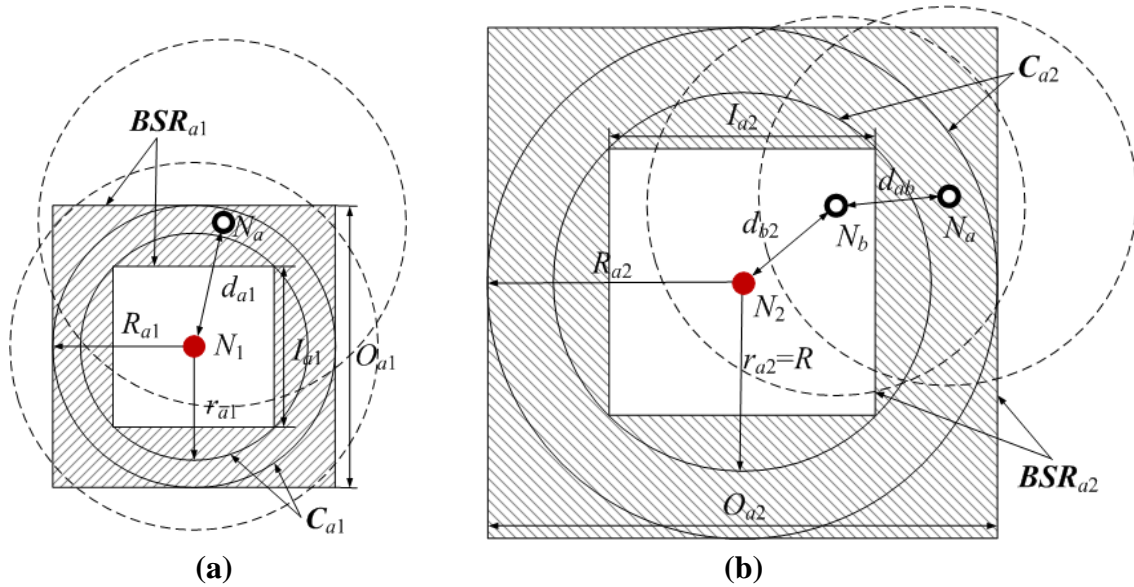 BSRa1
Na
da1
Ra1
N1
Ia1
Oa1
ra1
Ca1
(a)
Ca2
Ia2
dab
db2
Nb
Na
Ra2
N2
ra2=R
BSRa2
Oa2
(b)